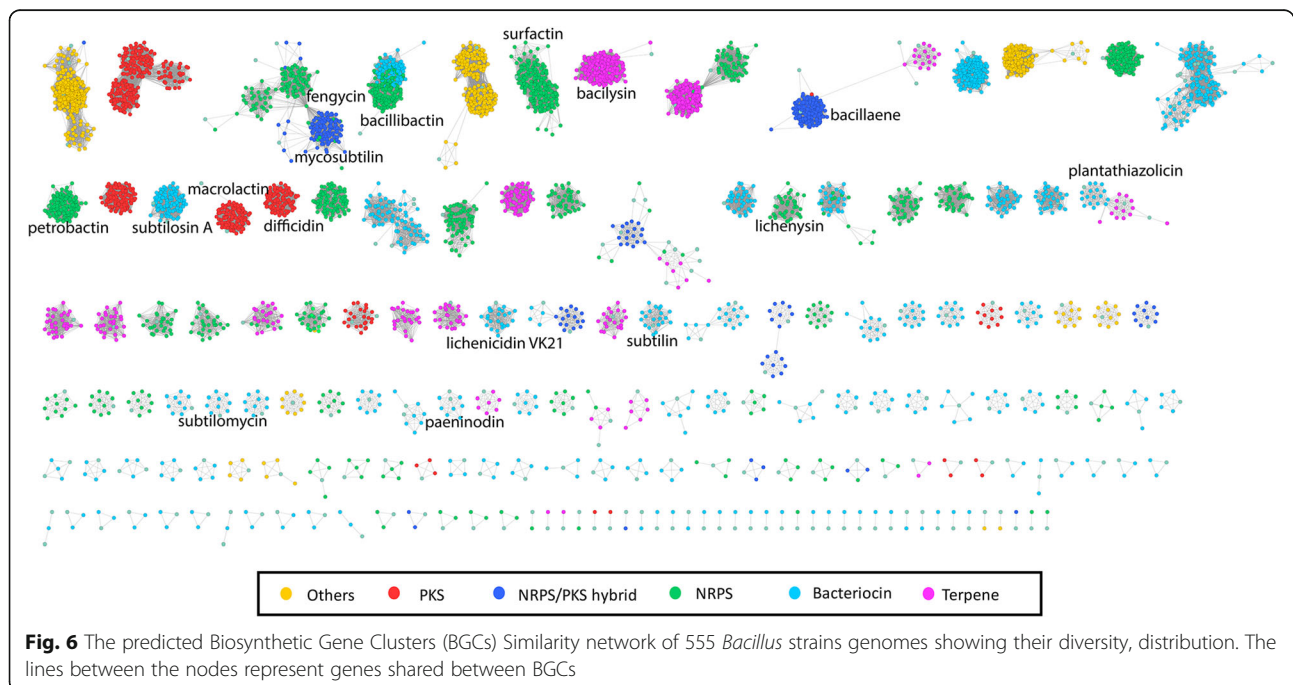 surfactin
fengycin
bacilysin
bacillibactin
bacillaene
mycosubtilin
plantathiazolicin
macrolactin
petrobactin
subtilosin A
difficidin
lichenysin
lichenicidin VK21
subtilin
subtilomycin
paeninodin
Others PKS NRPS/PKS hybrid NRPS Bacteriocin Terpene
Fig. 6 The predicted Biosynthetic Gene Clusters (BGCs) Similarity network of 555 Bacillus strains genomes showing their diversity, distribution. The
lines between the nodes represent genes shared between BGCs